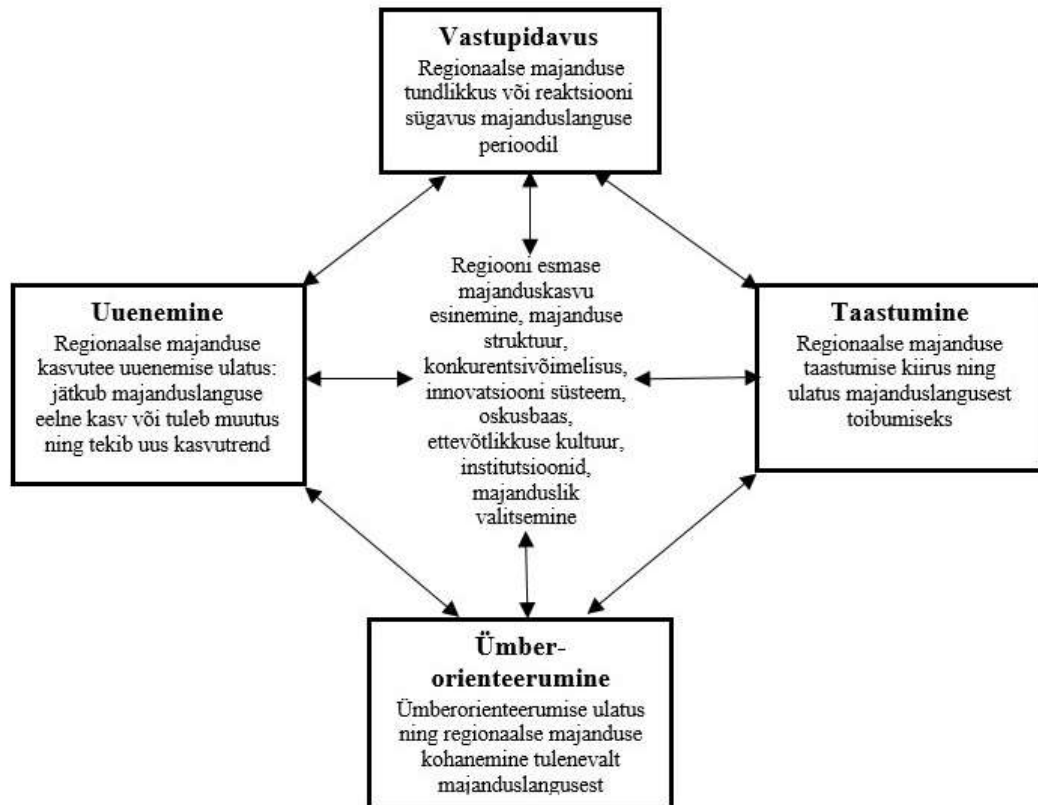 Vastupidavus
Regionaalse majanduse
tundlikkus või reaktsiooni
sügavus majanduslanguse
perioodil
Uuenemine
Regionaalse majanduse
kasvutee uuenemise ulatus:
jätkub majanduslanguse
eelne kasv või tuleb muutus
ning tekib uus kasvutrend
Regiooni esmase
majanduskasvu
esinemine, majanduse
struktuur,
konkurentsivõimelisus,
innovatsiooni süsteem,
oskusbaas,
ettevõtlikkuse kultuur,
institutsioonid,
majanduslik
valitsemine
Taastumine
Regionaalse majanduse
taastumise kiirus ning
ulatus majanduslangusest
toibumiseks
Ümber-
orienteerumine
Ümberorienteerumise ulatus
ning regionaalse majanduse
kohanemine tulenevalt
majanduslangusest